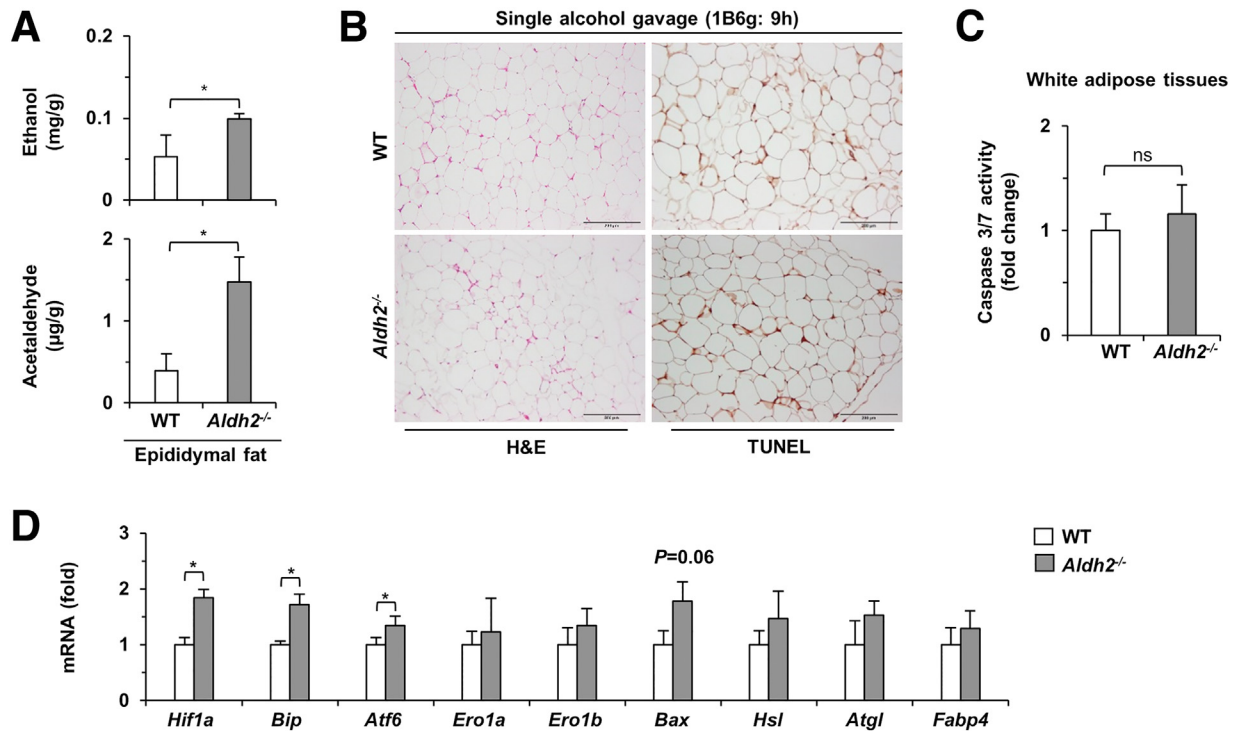 A
0.2
0.1
0
Ethanol
(mg/g)
*
2
1
0
Acetaldehyde
(µg/g)
*
WT
Aldh2-/-
Epididymal fat
B
Single alcohol gavage (1B6g: 9h)
WT
Aldh2-/-
H&E
TUNEL
C
White adipose tissues
2
1
0
Caspase 3/7 activity
(fold change)
ns
WT
Aldh2-/-
D
3
2
1
0
mRNA (fold)
*
*
*
P=0.06
Hif1a
Bip
Atf6
Ero1a
Ero1b
Bax
Hsl
Atgl
Fabp4
WT
Aldh2-/-